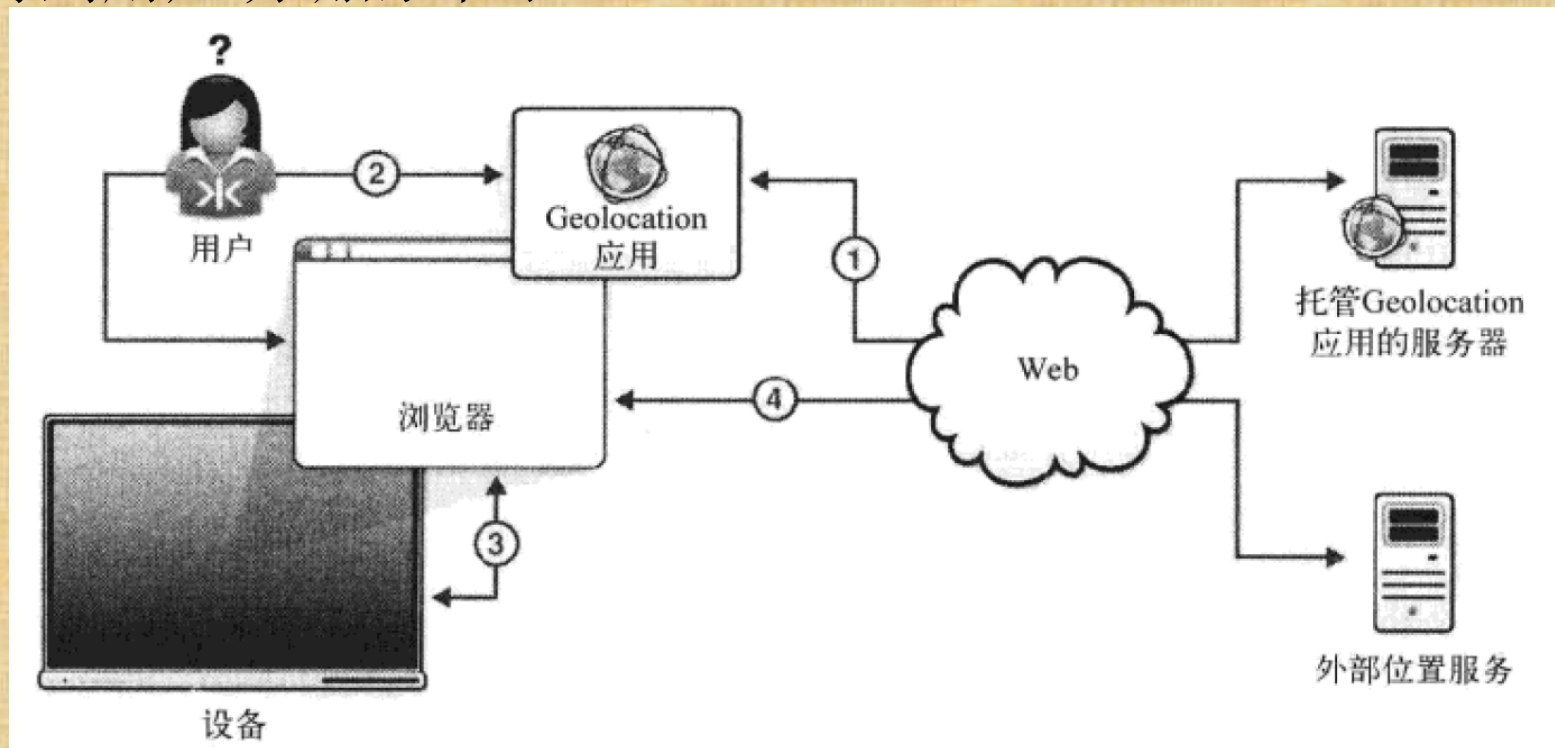 ?
②
用户
Geolocation
应用
①
托管Geolocation
应用的服务器
Web
浏览器
④
③
外部位置服务
设备